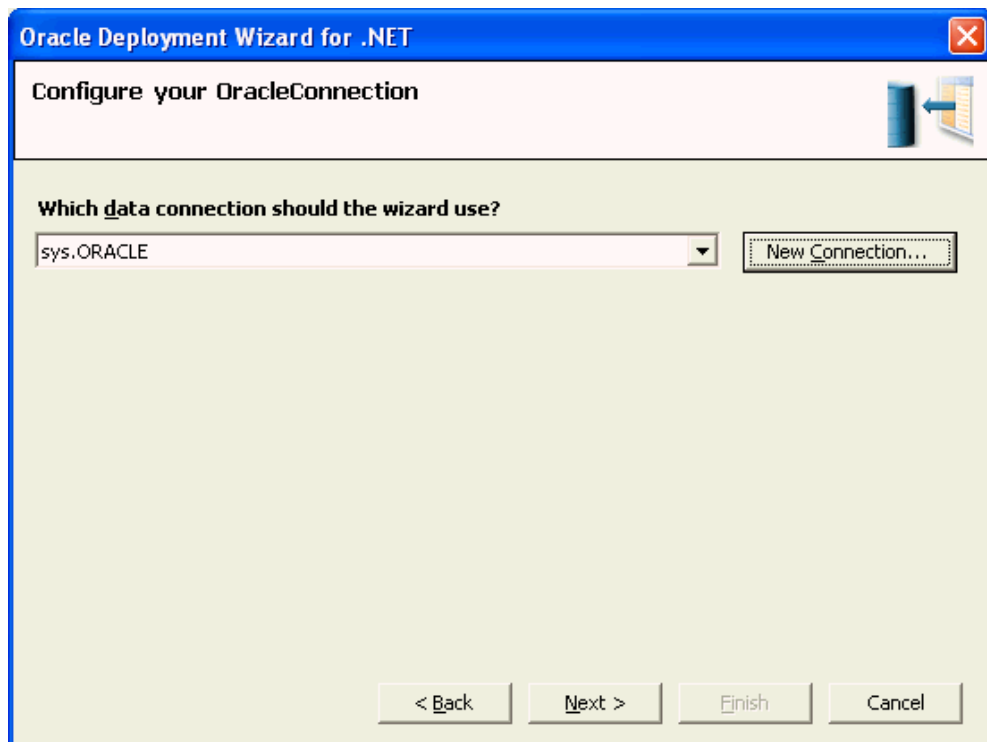 Oracle Deployment Wizard for .NET
Configure your OracleConnection
Which data connection should the wizard use?
sys.ORACLE
New Connection...
< Back
Next >
Finish
Cancel